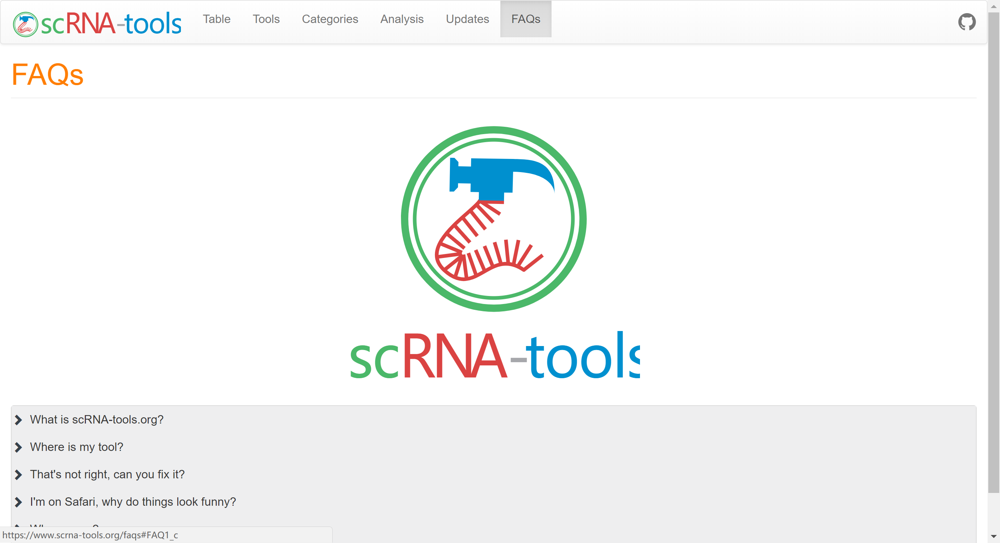 scRNA-tools
Table
Tools
Categories
Analysis
Updates
FAQs
FAQs
scRNA-tools
What is scRNA-tools.org?
Where is my tool?
That's not right, can you fix it?
I'm on Safari, why do things look funny?
https://www.scrna-tools.org/faqs#FAQ1_c